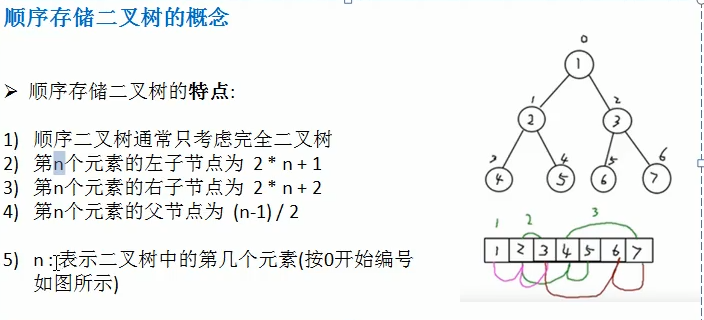 顺序存储二叉树的概念
➢ 顺序存储二叉树的特点:
1) 顺序二叉树通常只考虑完全二叉树
2) 第n个元素的左子节点为 2 * n + 1
3) 第n个元素的右子节点为 2 * n + 2
4) 第n个元素的父节点为 (n-1) / 2
5) n : 表示二叉树中的第几个元素(按0开始编号
如图所示)
0
1
1 2
2 3
3 4 5 6
4 5 6 7
1 2 3
1 2 3 4 5 6 7